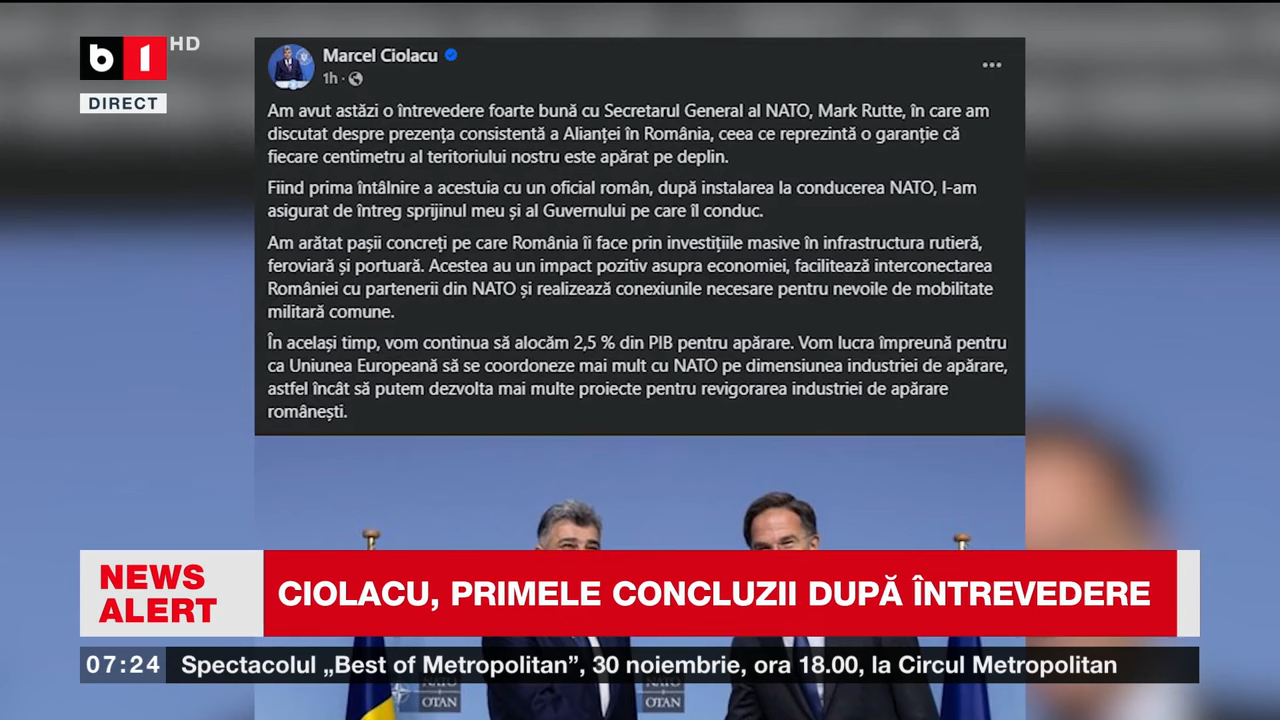 b1 HD
DIRECT
Marcel Ciolacu
1h ·
Am avut astăzi o întrevedere foarte bună cu Secretarul General al NATO, Mark Rutte, în care am
discutat despre prezența consistentă a Alianței în România, ceea ce reprezintă o garanție că
fiecare centimetru al teritoriului nostru este apărat pe deplin.
Fiind prima întâlnire a acestuia cu un oficial român, după instalarea la conducerea NATO, l-am
asigurat de întreg sprijinul meu și al Guvernului pe care îl conduc.
Am arătat pașii concreți pe care România îi face prin investițiile masive în infrastructura rutieră,
feroviară și portuară. Acestea au un impact pozitiv asupra economiei, facilitează interconectarea
României cu partenerii din NATO și realizează conexiunile necesare pentru nevoile de mobilitate
militară comune.
În același timp, vom continua să alocăm 2,5 % din PIB pentru apărare. Vom lucra împreună pentru
ca Uniunea Europeană să se coordoneze mai mult cu NATO pe dimensiunea industriei de apărare,
astfel încât să putem dezvolta mai multe proiecte pentru revigorarea industriei de apărare
românești.
NEWS
ALERT
CIOLACU, PRIMELE CONCLUZII DUPĂ ÎNTREVEDERE
07:24 Spectacolul „Best of Metropolitan”, 30 noiembrie, ora 18.00, la Circul Metropolitan
NATO
OTAN
NATO
OTAN